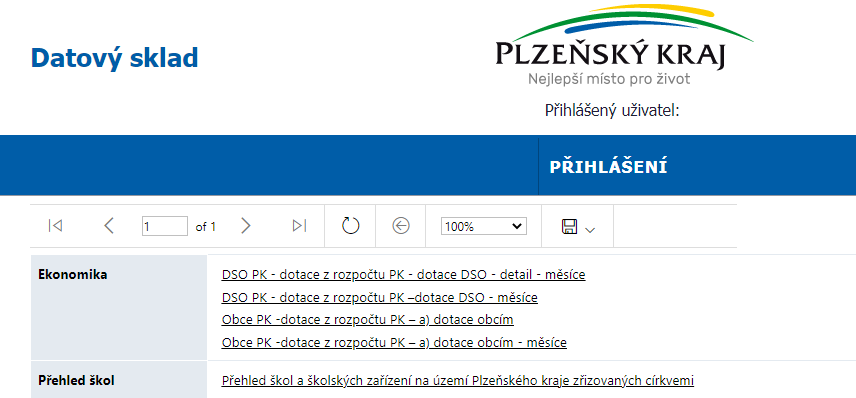 Datový sklad
PLZEŇSKÝ KRAJ
Nejlepší místo pro život
Přihlášený uživatel:
PŘIHLÁŠENÍ
1 of 1
100%
Ekonomika
DSO PK - dotace z rozpočtu PK - dotace DSO - detail - měsíce
DSO PK - dotace z rozpočtu PK –dotace DSO - měsíce
Obce PK -dotace z rozpočtu PK – a) dotace obcím
Obce PK -dotace z rozpočtu PK – a) dotace obcím - měsíce
Přehled škol
Přehled škol a školských zařízení na území Plzeňského kraje zřizovaných církvemi